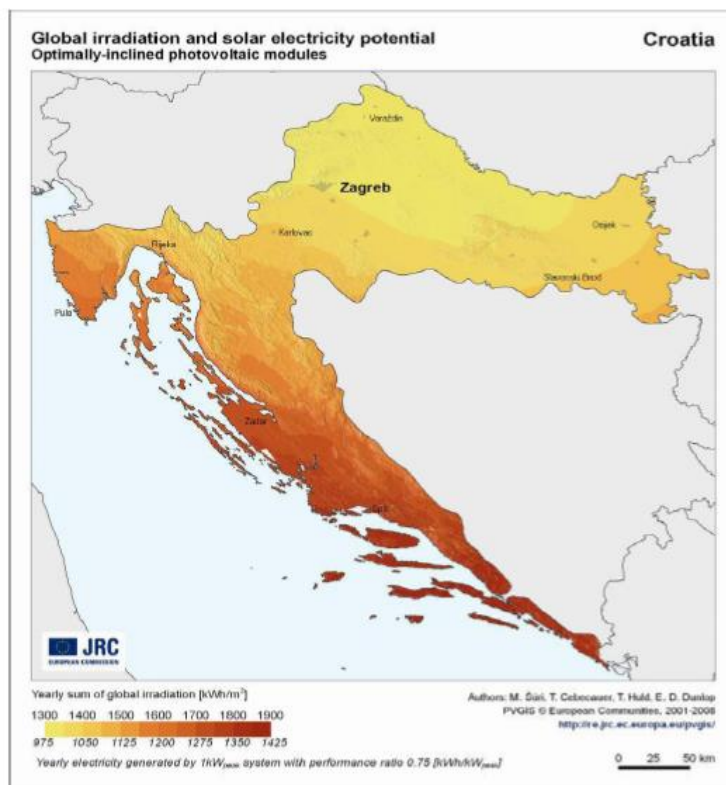 Global irradiation and solar electricity potential
Optimally-inclined photovoltaic modules
Croatia
Varaždin
Zagreb
Karlovac
Osijek
Rijeka
Slavonski Brod
Pula
Zadar
Split
JRC
EUROPEAN COMMISSION
Yearly sum of global irradiation [kWh/m²]
1300 1400 1500 1600 1700 1800 1900
975 1050 1125 1200 1275 1350 1425
Yearly electricity generated by 1kWpeak system with performance ratio 0.75 [kWh/kWpeak]
Authors: M. Šúri, T. Cebecauer, T. Huld, E. D. Dunlop
PVGIS © European Communities, 2001-2008
http://re.jrc.ec.europa.eu/pvgis/
0 25 50 km